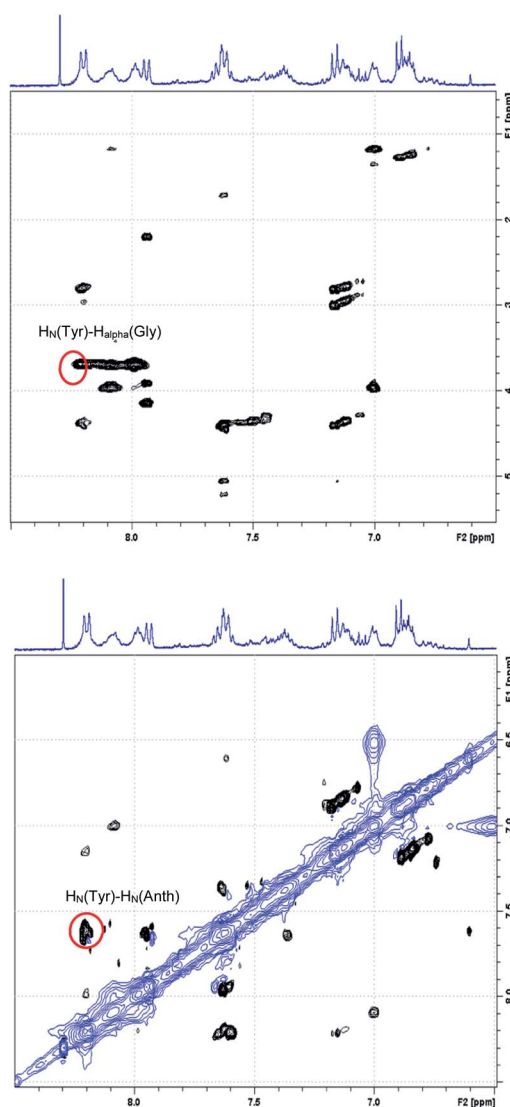 F1 [ppm]
2
3
HN(Tyr)-Halpha(Gly)
4
5
8.0 7.5 7.0 F2 [ppm]
F1 [ppm]
6.5
7.0
HN(Tyr)-HN(Anth)
7.5
8.0
8.0 7.5 7.0 F2 [ppm]